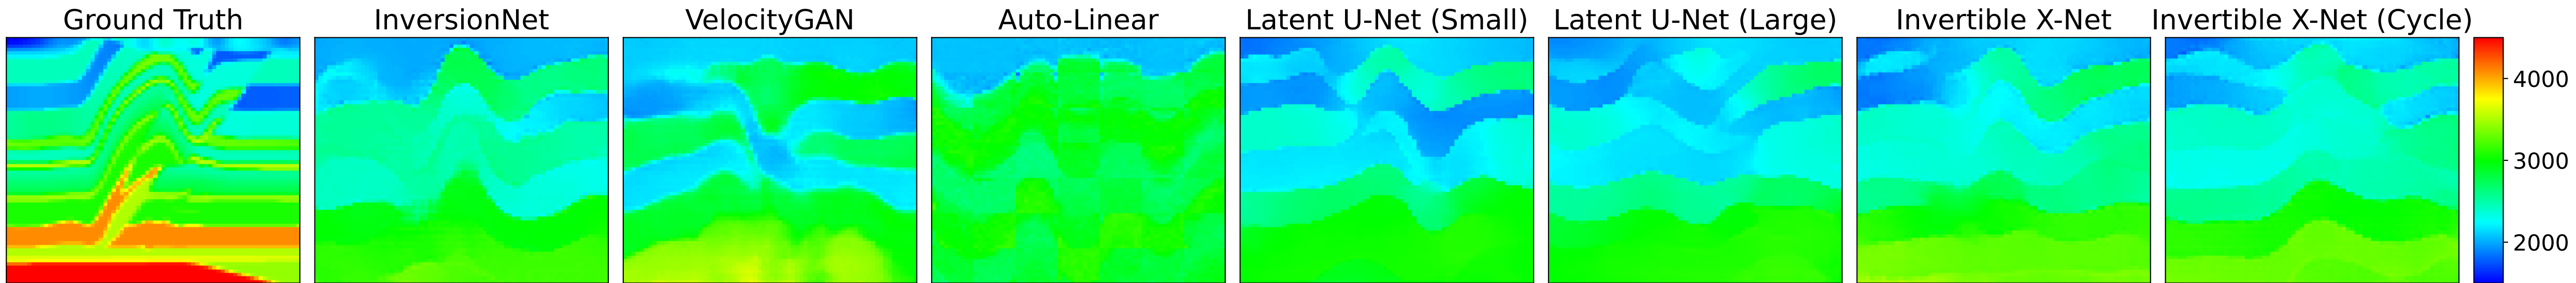 Ground Truth
InversionNet
VelocityGAN
Auto-Linear
Latent U-Net (Small)
Latent U-Net (Large)
Invertible X-Net
Invertible X-Net (Cycle)
4000
3000
2000